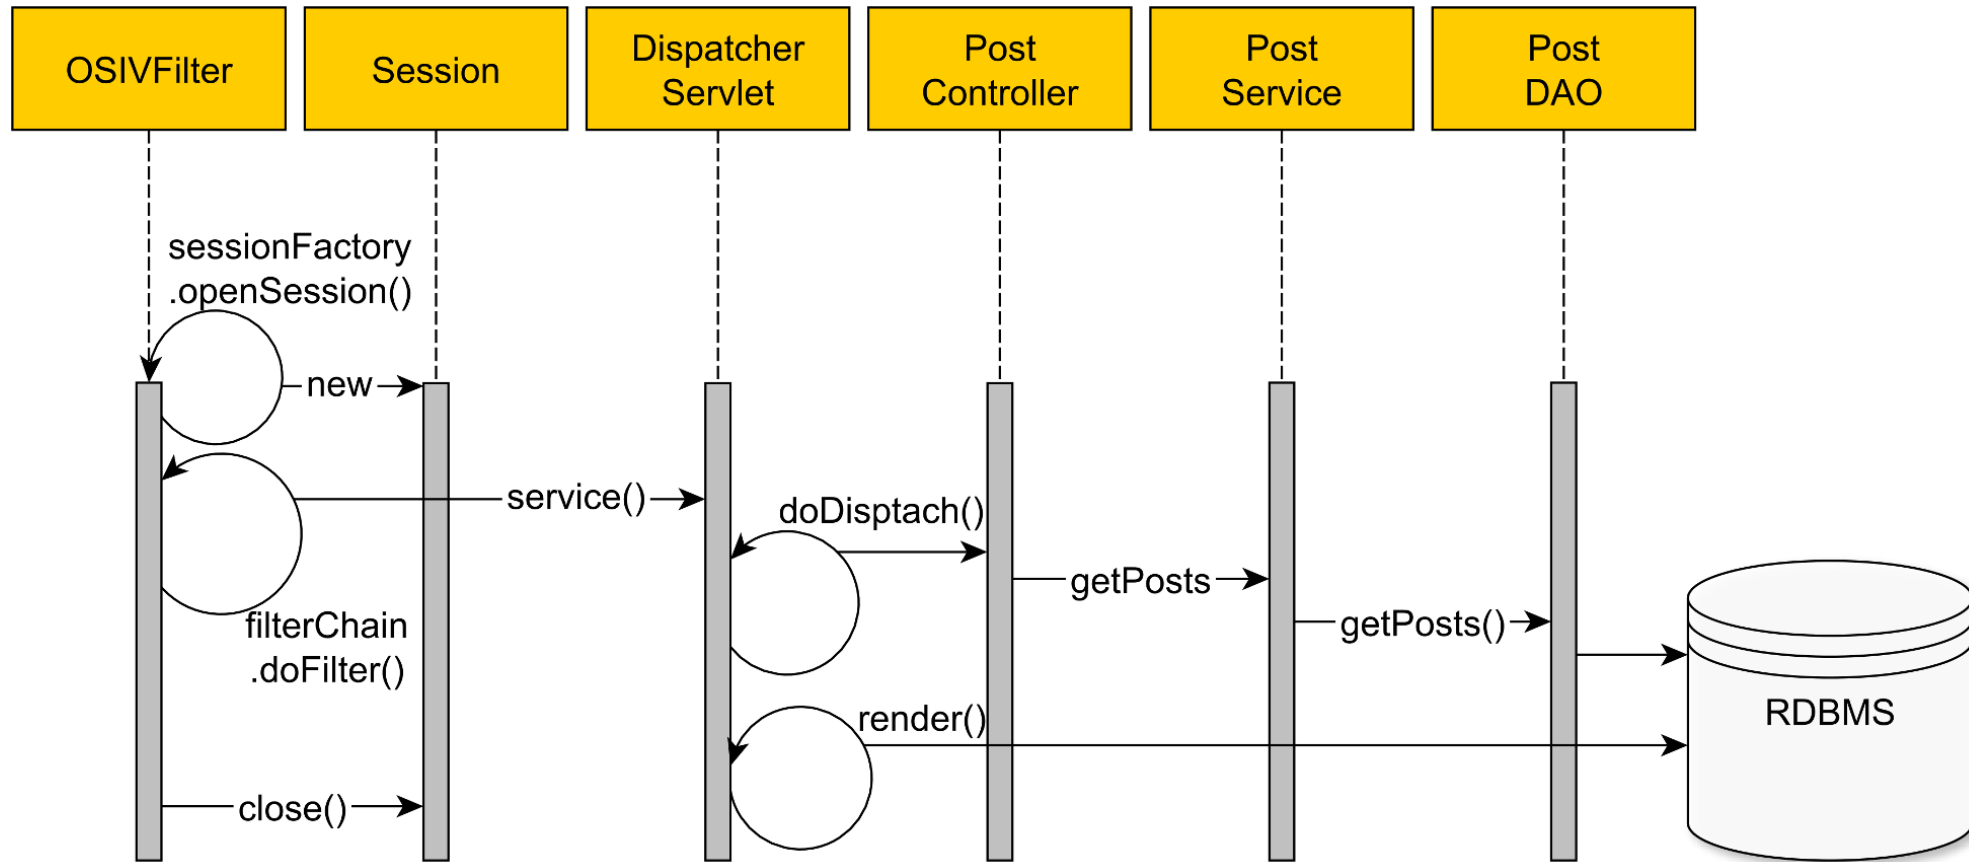 OSIVFilter
Session
Dispatcher
Servlet
Post
Controller
Post
Service
Post
DAO
sessionFactory
.openSession()
new
service()
doDisptach()
getPosts
getPosts()
filterChain
.doFilter()
render()
RDBMS
close()